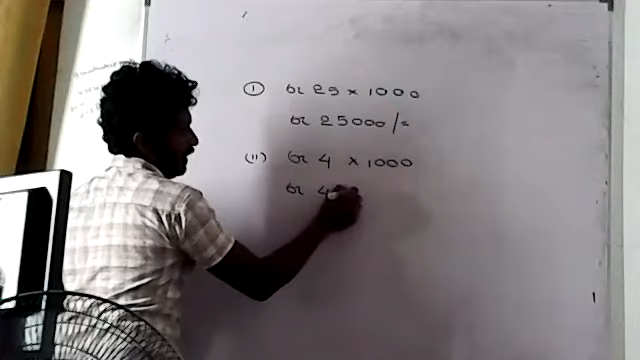 (I) රු 25 × 1000
රු 25000/=
(II) රු 4 × 1000
රු 4